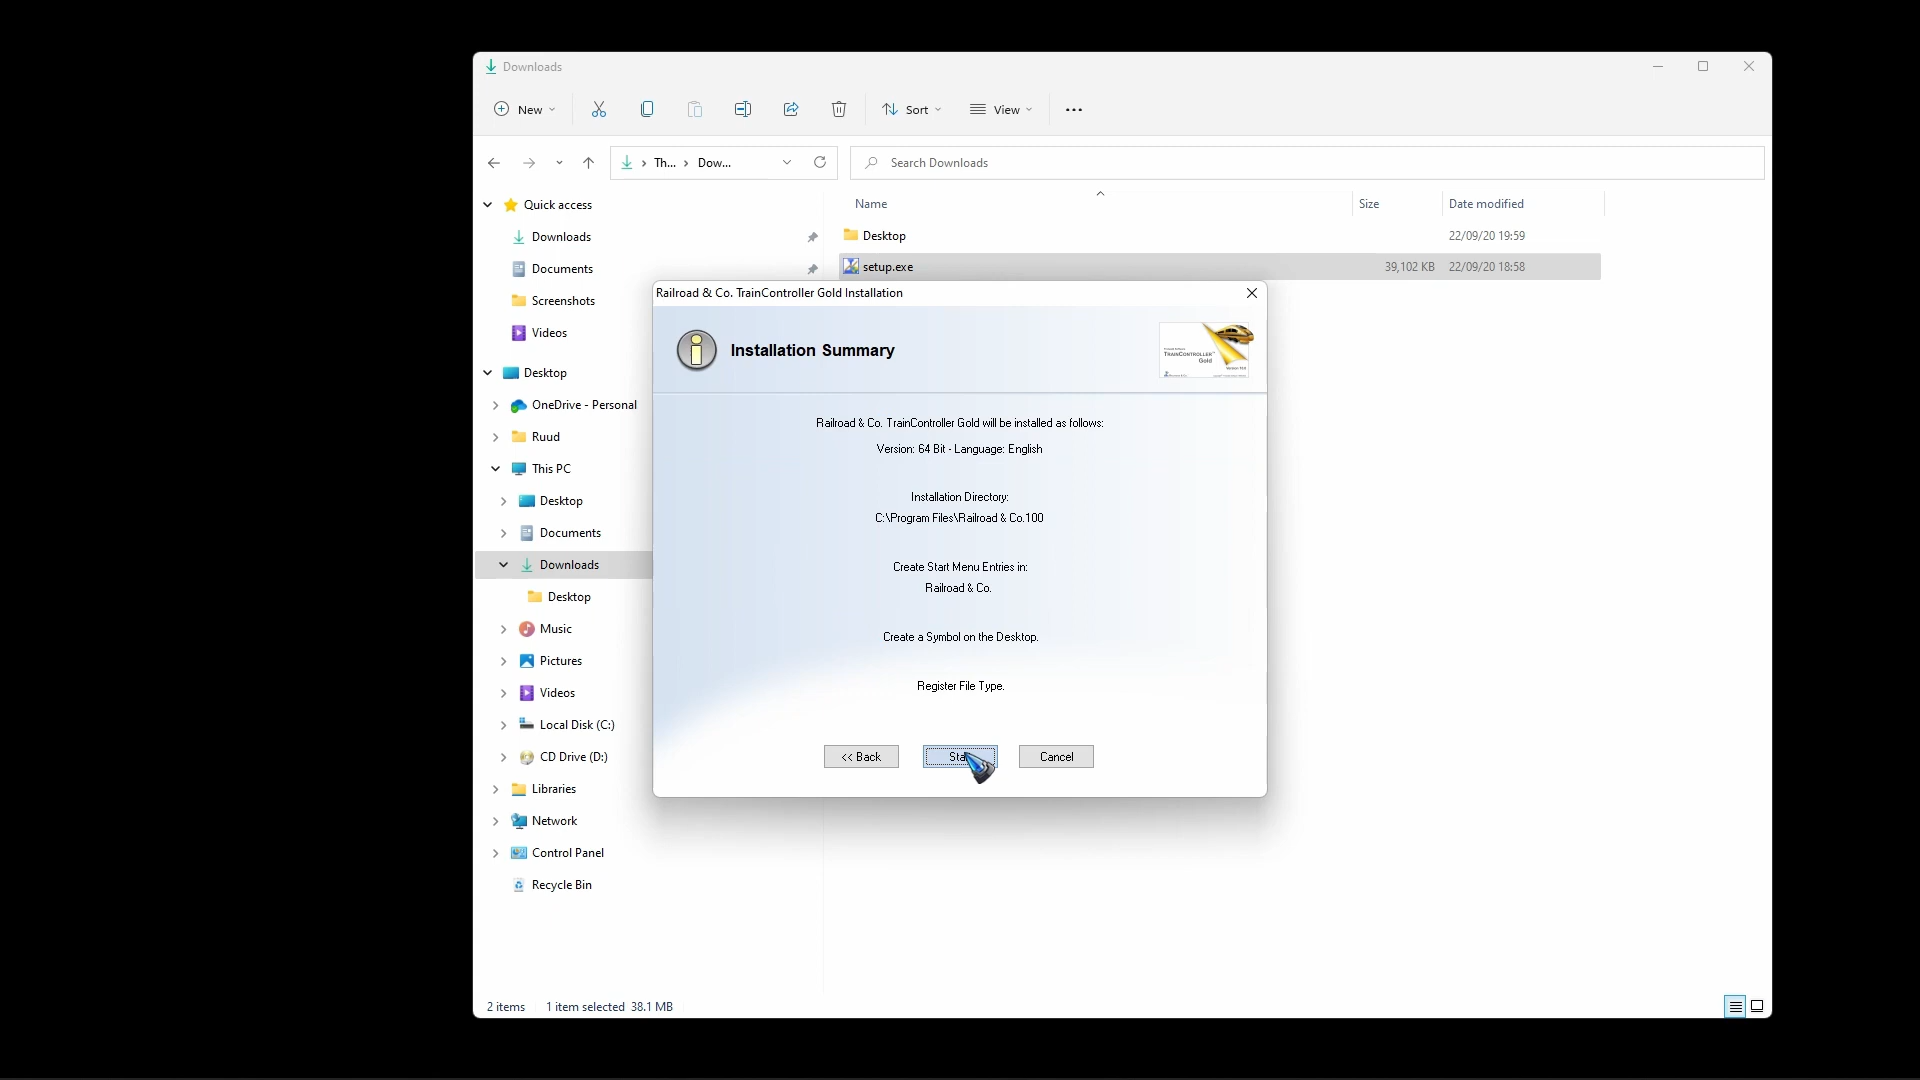 Downloads
New
Sort
View
Th... > Dow...
Search Downloads
Quick access
Downloads
Documents
Screenshots
Videos
Desktop
OneDrive - Personal
Ruud
This PC
Desktop
Documents
Downloads
Desktop
Music
Pictures
Videos
Local Disk (C:)
CD Drive (D:)
Libraries
Network
Control Panel
Recycle Bin
Name Size Date modified
Desktop 22/09/20 19:59
setup.exe 39,102 KB 22/09/20 18:58
Railroad & Co. TrainController Gold Installation
Installation Summary
TRAINCONTROLLER™
Gold
Railroad & Co. TrainController Gold will be installed as follows:
Version: 64 Bit - Language: English
Installation Directory:
C:\Program Files\Railroad & Co.100
Create Start Menu Entries in:
Railroad & Co.
Create a Symbol on the Desktop.
Register File Type.
<< Back
Cancel
2 items 1 item selected 38.1 MB